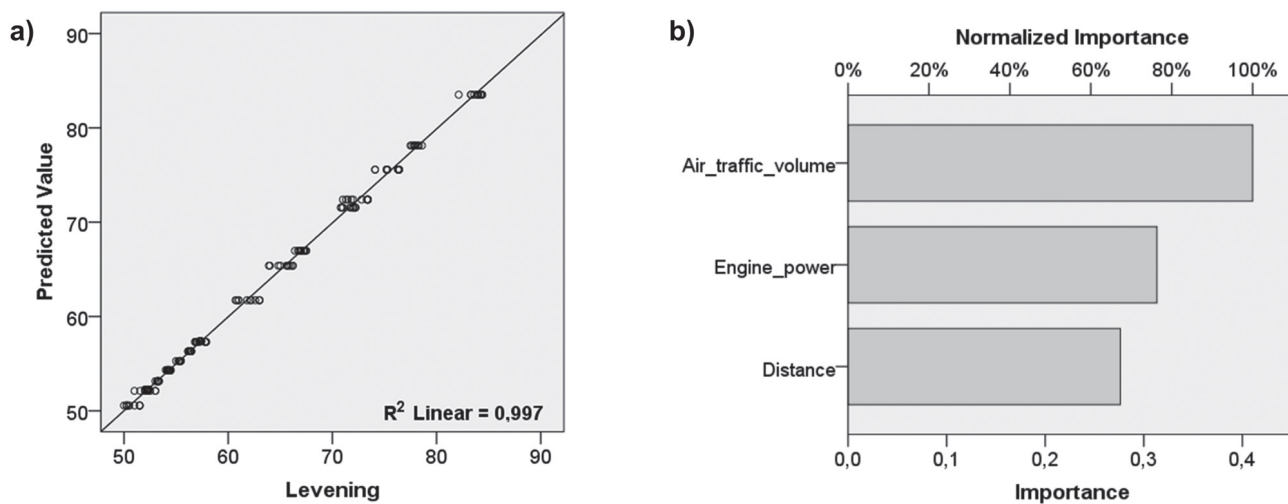 a)
90
80
70
60
50
Predicted Value
R2 Linear = 0,997
50 60 70 80 90
Levening
b)
Normalized Importance
0% 20% 40% 60% 80% 100%
Air_traffic_volume
Engine_power
Distance
0,0 0,1 0,2 0,3 0,4
Importance